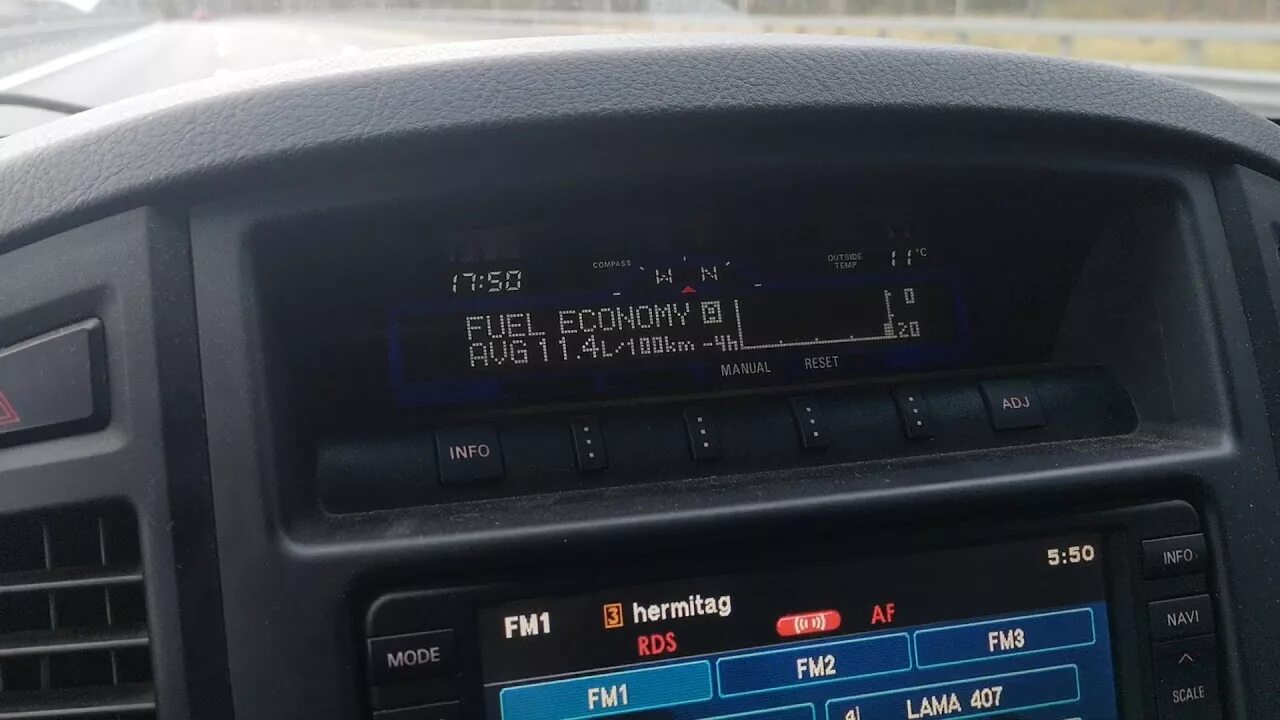 17:50
COMPASS
W N
OUTSIDE TEMP
11°C
FUEL ECONOMY
AVG 11.4L/100km -4h
0
20
MANUAL
RESET
INFO
ADJ
5:50
INFO
FM1
3 hermitag
RDS
AF
NAVI
MODE
FM1
FM2
FM3
SCALE
4
LAMA 407